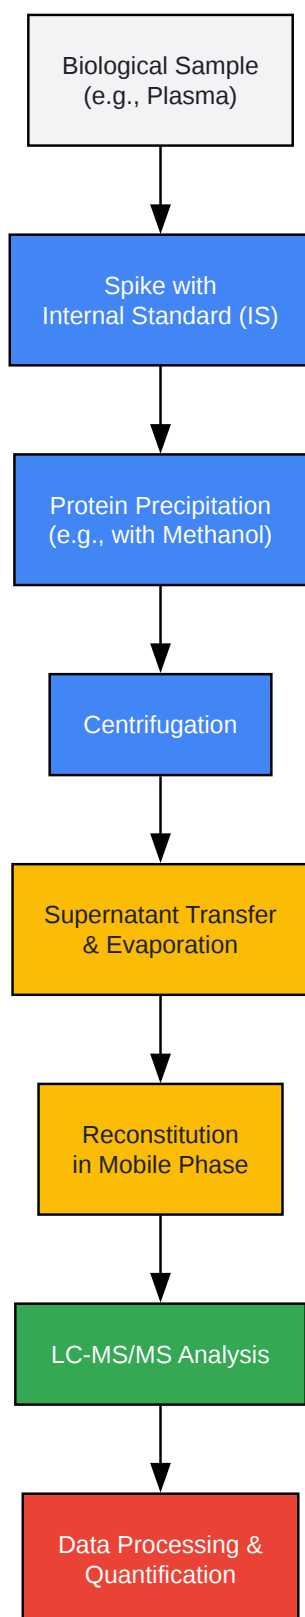 Biological Sample
(e.g., Plasma)
Spike with
Internal Standard (IS)
Protein Precipitation
(e.g., with Methanol)
Centrifugation
Supernatant Transfer
& Evaporation
Reconstitution
in Mobile Phase
LC-MS/MS Analysis
Data Processing &
Quantification